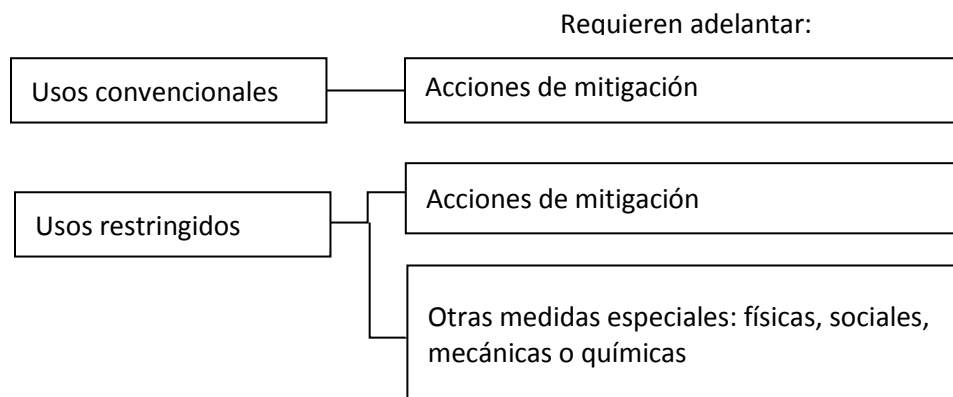 Requieren adelantar:
Usos convencionales
Acciones de mitigación
Usos restringidos
Acciones de mitigación
Otras medidas especiales: físicas, sociales,
mecánicas o químicas